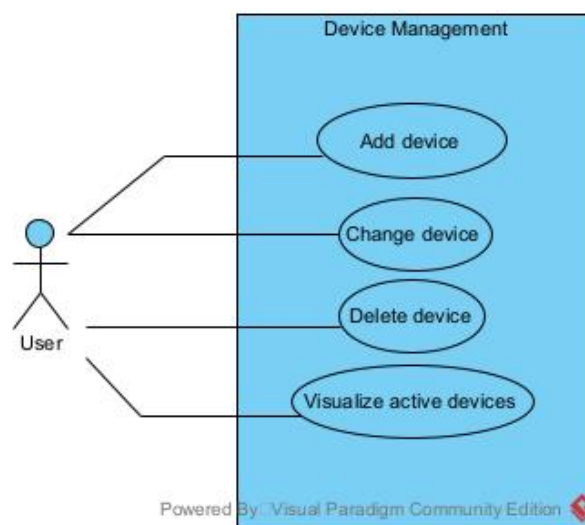 Device Management
Add device
Change device
Delete device
User
Visualize active devices
Powered By Visual Paradigm Community Edition